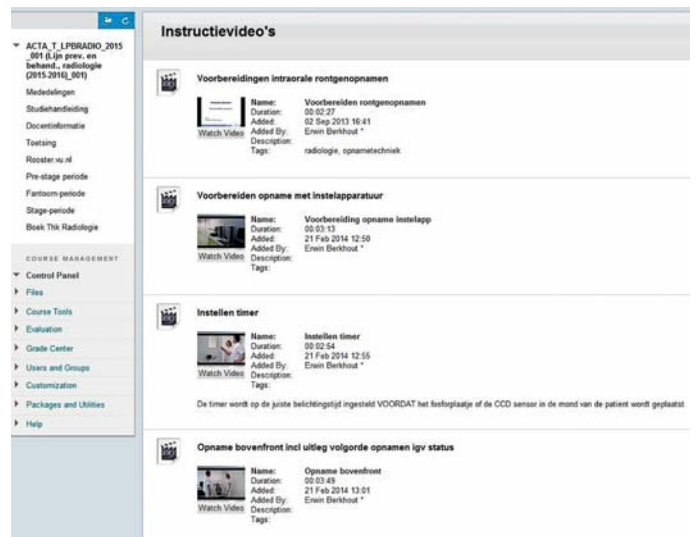 ACTA_T_LPBRADIO_2015
_001 (Lijn prev. en
behand., radiologie
(2015-2016)_001)
Mededelingen
Studiehandleiding
Docentinformatie
Toetsing
Rooster.vu.nl
Pre-stage periode
Fantoom-periode
Stage-periode
Boek Thk Radiologie
COURSE MANAGEMENT
Control Panel
Files
Course Tools
Evaluation
Grade Center
Users and Groups
Customization
Packages and Utilities
Help
Instructievideo's
Voorbereidingen intraorale rontgenopnamen
Name: Voorbereiden rontgenopnamen
Duration: 00:02:27
Added: 02 Sep 2013 16:41
Added By: Erwin Berkhout *
Watch Video Description:
Tags: radiologie, opnametechniek
Voorbereiden opname met instelapparatuur
Name: Voorbereiding opname instelapp
Duration: 00:03:13
Added: 21 Feb 2014 12:50
Added By: Erwin Berkhout *
Watch Video Description:
Tags:
Instellen timer
Name: Instellen timer
Duration: 00:02:54
Added: 21 Feb 2014 12:55
Added By: Erwin Berkhout *
Watch Video Description:
Tags:
De timer wordt op de juiste belichtingstijd ingesteld VOORDAT het fosforplaatje of de CCD sensor in de mond van de patient wordt geplaatst
Opname bovenfront incl uitleg volgorde opnamen igv status
Name: Opname bovenfront
Duration: 00:03:49
Added: 21 Feb 2014 13:01
Added By: Erwin Berkhout *
Watch Video Description:
Tags: